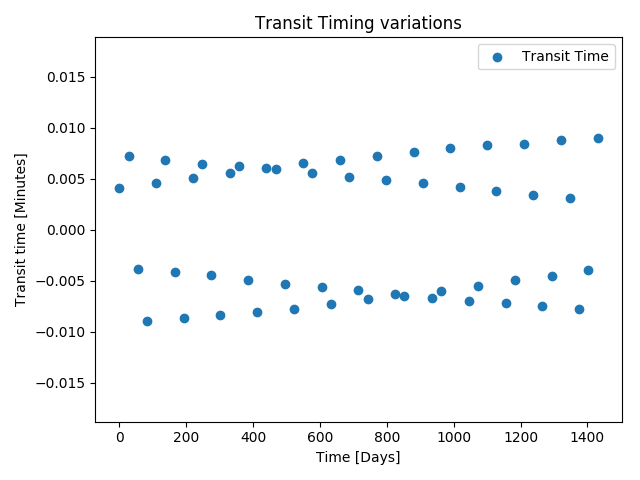 Transit Timing variations
Transit Time
0.015
0.010
0.005
0.000
−0.005
−0.010
−0.015
Transit time [Minutes]
0 200 400 600 800 1000 1200 1400
Time [Days]